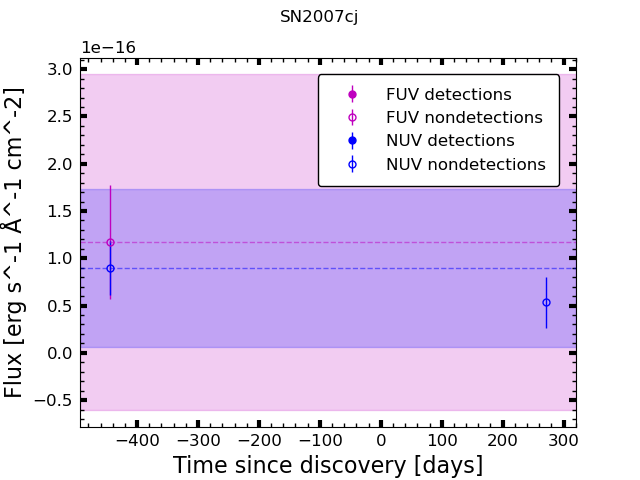 SN2007cj
1e−16
3.0
2.5
2.0
1.5
1.0
0.5
0.0
−0.5
Flux [erg s^-1 Å^-1 cm^-2]
FUV detections
FUV nondetections
NUV detections
NUV nondetections
−400 −300 −200 −100 0 100 200 300
Time since discovery [days]